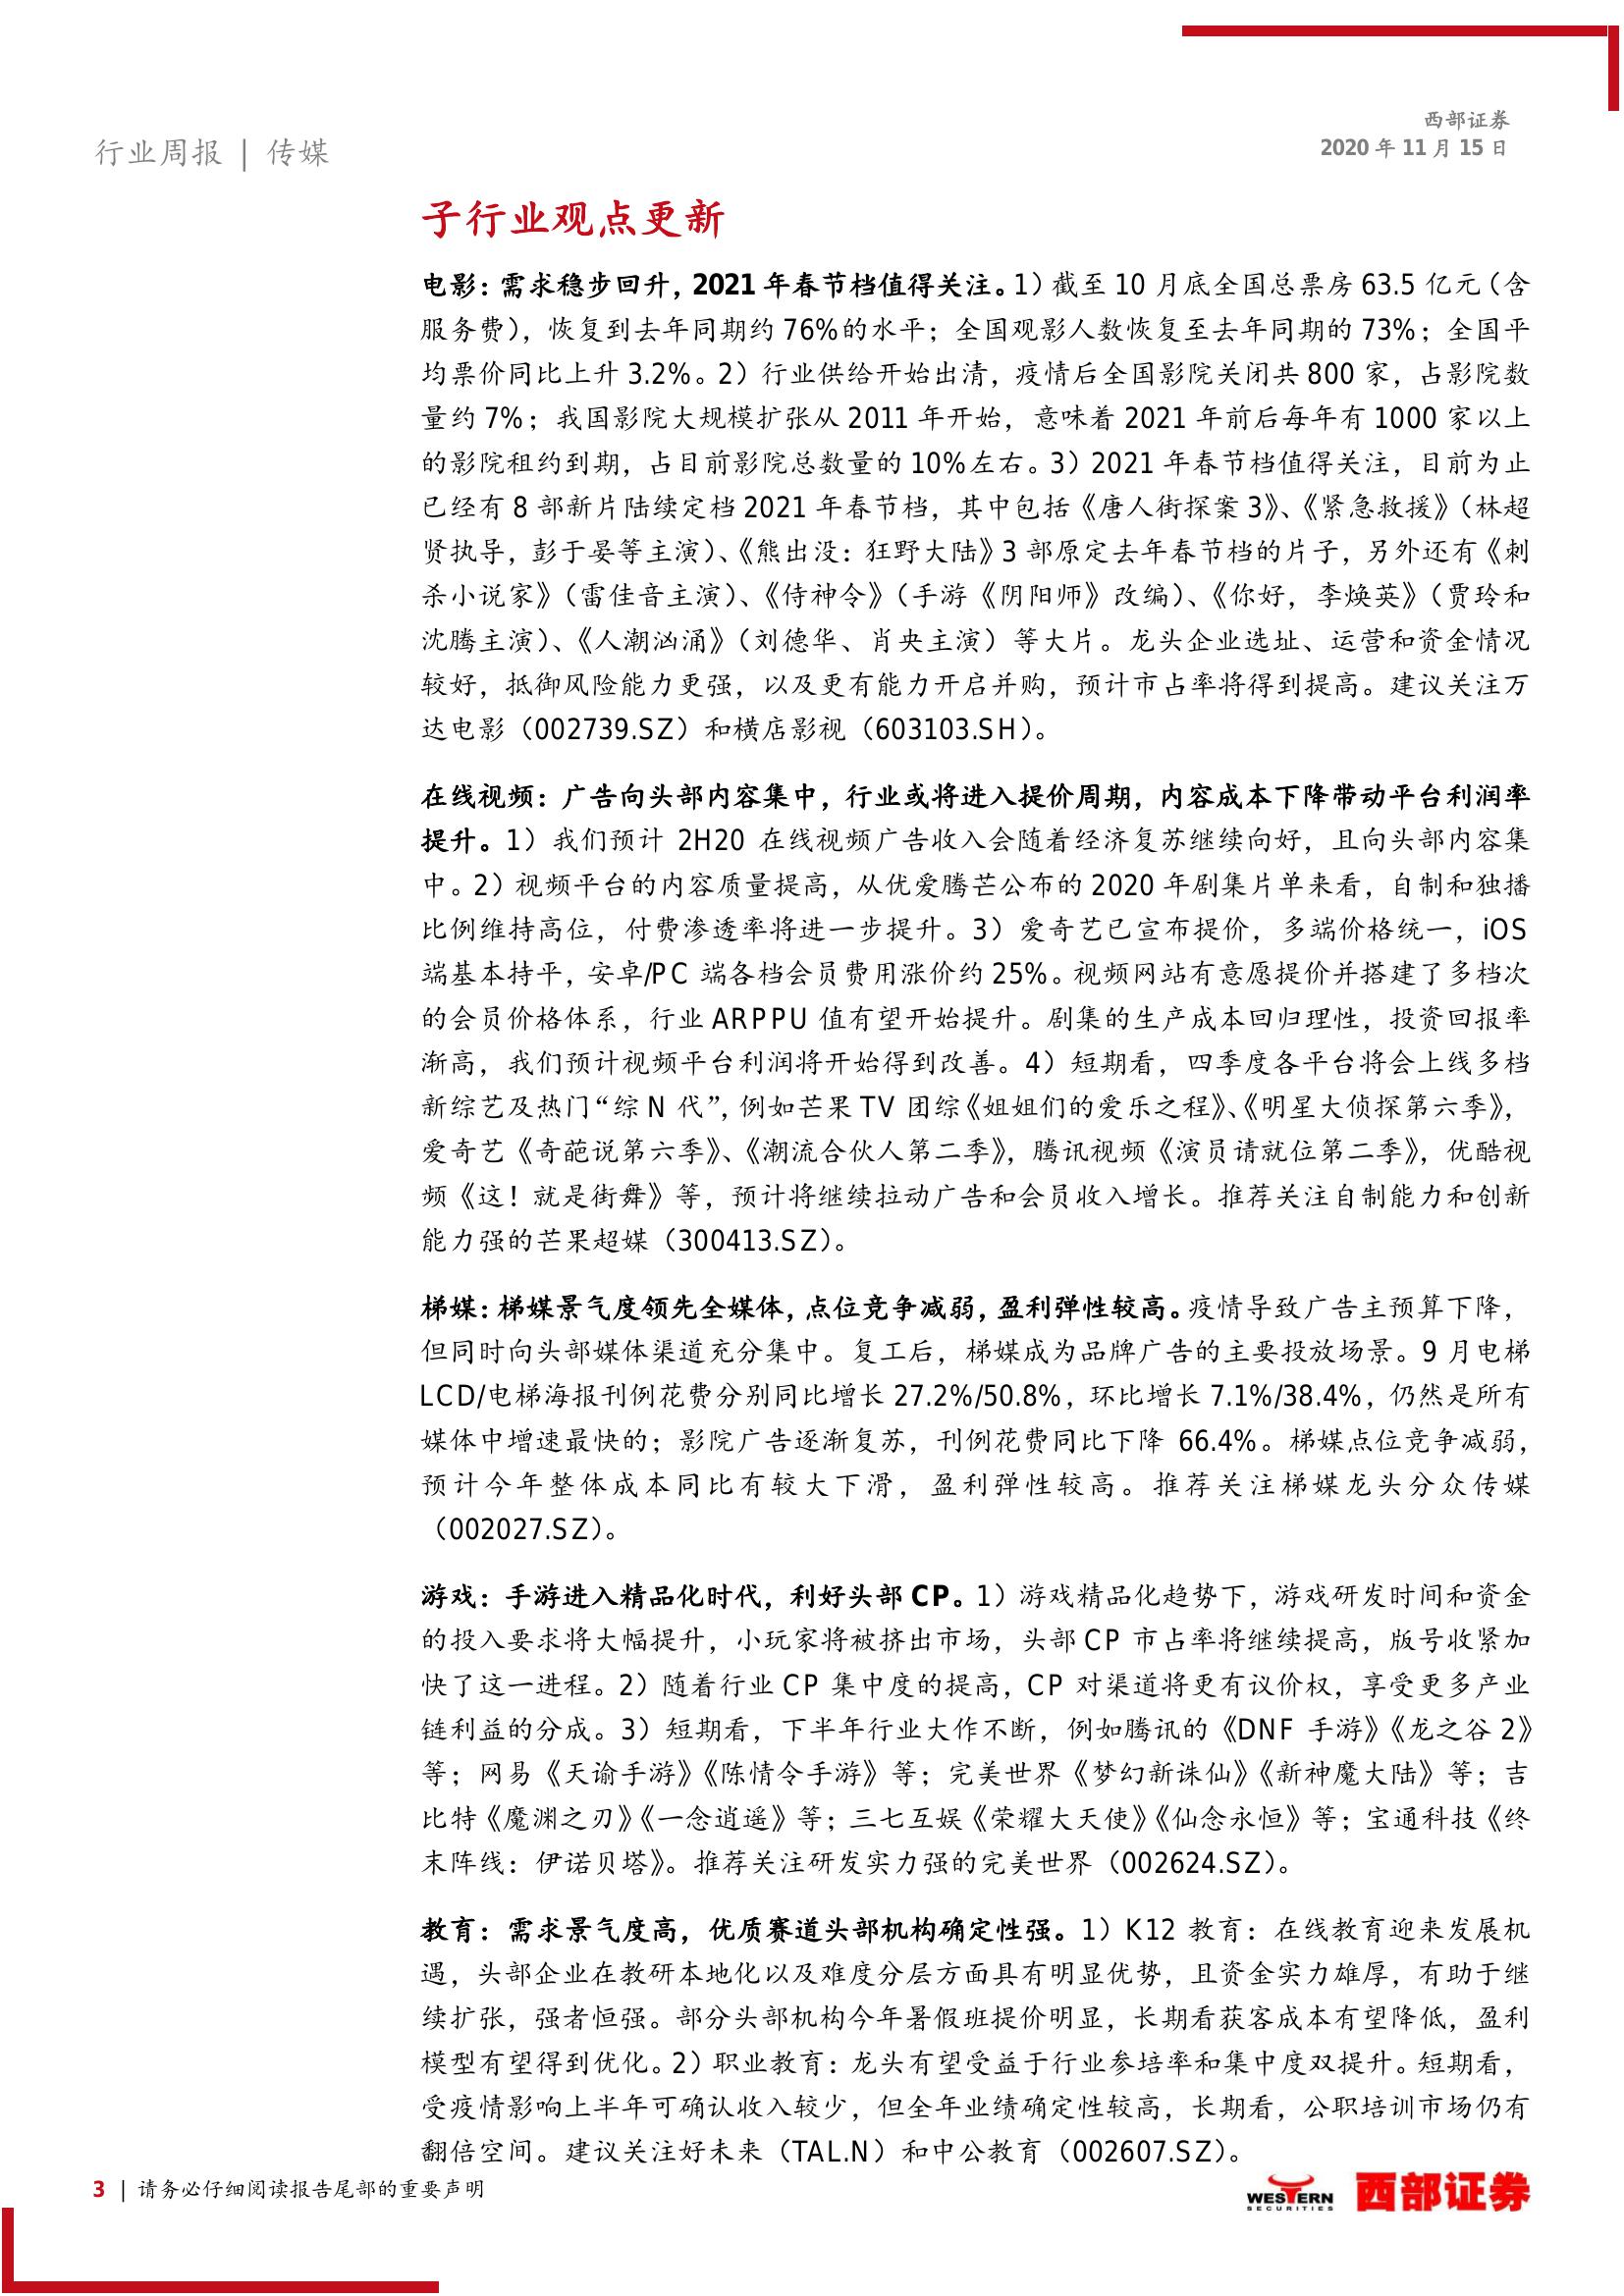 西部证券
2020 年 11 月 15 日
行业周报 | 传媒
子行业观点更新
电影：需求稳步回升，2021 年春节档值得关注。1）截至 10 月底全国总票房 63.5 亿元（含
服务费），恢复到去年同期约 76%的水平；全国观影人数恢复至去年同期的 73%；全国平
均票价同比上升 3.2%。2）行业供给开始出清，疫情后全国影院关闭共 800 家，占影院数
量约 7%；我国影院大规模扩张从 2011 年开始，意味着 2021 年前后每年有 1000 家以上
的影院租约到期，占目前影院总数量的 10%左右。3）2021 年春节档值得关注，目前为止
已经有 8 部新片陆续定档 2021 年春节档，其中包括《唐人街探案 3》、《紧急救援》（林超
贤执导，彭于晏等主演）、《熊出没：狂野大陆》3 部原定去年春节档的片子，另外还有《刺
杀小说家》（雷佳音主演）、《侍神令》（手游《阴阳师》改编）、《你好，李焕英》（贾玲和
沈腾主演）、《人潮汹涌》（刘德华、肖央主演）等大片。龙头企业选址、运营和资金情况
较好，抵御风险能力更强，以及更有能力开启并购，预计市占率将得到提高。建议关注万
达电影（002739.SZ）和横店影视（603103.SH）。
在线视频：广告向头部内容集中，行业或将进入提价周期，内容成本下降带动平台利润率
提升。1）我们预计 2H20 在线视频广告收入会随着经济复苏继续向好，且向头部内容集
中。2）视频平台的内容质量提高，从优爱腾芒公布的 2020 年剧集片单来看，自制和独播
比例维持高位，付费渗透率将进一步提升。3）爱奇艺已宣布提价，多端价格统一，iOS
端基本持平，安卓/PC 端各档会员费用涨价约 25%。视频网站有意愿提价并搭建了多档次
的会员价格体系，行业 ARPPU 值有望开始提升。剧集的生产成本回归理性，投资回报率
渐高，我们预计视频平台利润将开始得到改善。4）短期看，四季度各平台将会上线多档
新综艺及热门“综 N 代”，例如芒果 TV 团综《姐姐们的爱乐之程》、《明星大侦探第六季》，
爱奇艺《奇葩说第六季》、《潮流合伙人第二季》，腾讯视频《演员请就位第二季》，优酷视
频《这！就是街舞》等，预计将继续拉动广告和会员收入增长。推荐关注自制能力和创新
能力强的芒果超媒（300413.SZ）。
梯媒：梯媒景气度领先全媒体，点位竞争减弱，盈利弹性较高。疫情导致广告主预算下降，
但同时向头部媒体渠道充分集中。复工后，梯媒成为品牌广告的主要投放场景。9 月电梯
LCD/电梯海报刊例花费分别同比增长 27.2%/50.8%，环比增长 7.1%/38.4%，仍然是所有
媒体中增速最快的；影院广告逐渐复苏，刊例花费同比下降 66.4%。梯媒点位竞争减弱，
预计今年整体成本同比有较大下滑，盈利弹性较高。推荐关注梯媒龙头分众传媒
（002027.SZ）。
游戏：手游进入精品化时代，利好头部 CP。1）游戏精品化趋势下，游戏研发时间和资金
的投入要求将大幅提升，小玩家将被挤出市场，头部 CP 市占率将继续提高，版号收紧加
快了这一进程。2）随着行业 CP 集中度的提高，CP 对渠道将更有议价权，享受更多产业
链利益的分成。3）短期看，下半年行业大作不断，例如腾讯的《DNF 手游》《龙之谷 2》
等；网易《天谕手游》《陈情令手游》等；完美世界《梦幻新诛仙》《新神魔大陆》等；吉
比特《魔渊之刃》《一念逍遥》等；三七互娱《荣耀大天使》《仙念永恒》等；宝通科技《终
末阵线：伊诺贝塔》。推荐关注研发实力强的完美世界（002624.SZ）。
教育：需求景气度高，优质赛道头部机构确定性强。1）K12 教育：在线教育迎来发展机
遇，头部企业在教研本地化以及难度分层方面具有明显优势，且资金实力雄厚，有助于继
续扩张，强者恒强。部分头部机构今年暑假班提价明显，长期看获客成本有望降低，盈利
模型有望得到优化。2）职业教育：龙头有望受益于行业参培率和集中度双提升。短期看，
受疫情影响上半年可确认收入较少，但全年业绩确定性较高，长期看，公职培训市场仍有
翻倍空间。建议关注好未来（TAL.N）和中公教育（002607.SZ）。
3 | 请务必仔细阅读报告尾部的重要声明
WESTERN
SECURITIES
西部证券